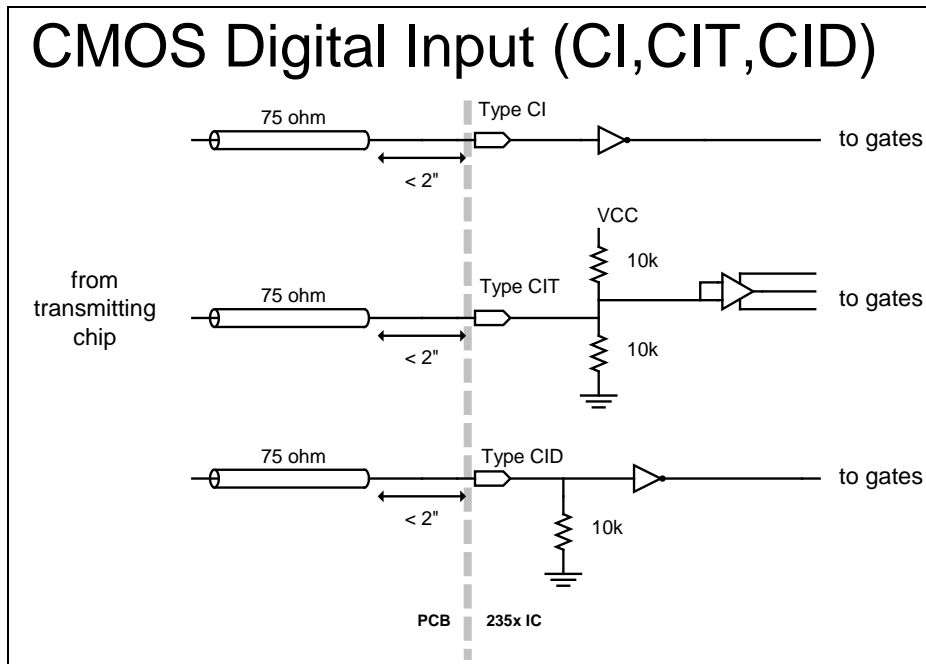 CMOS Digital Input (CI,CIT,CID)
75 ohm
Type CI
to gates
< 2"
VCC
10k
from
transmitting
chip
75 ohm
Type CIT
to gates
< 2"
10k
75 ohm
Type CID
to gates
< 2"
10k
PCB
235x IC